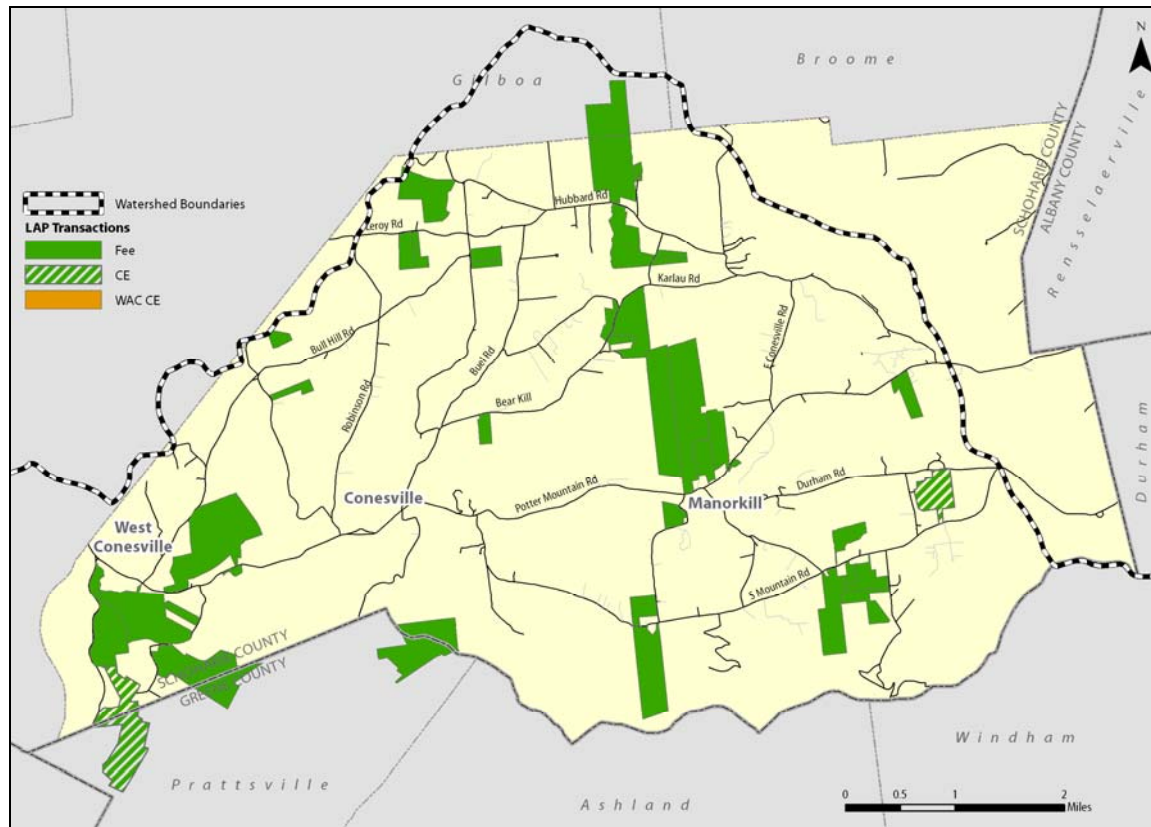 N
Gilboa
Broome
Rensselaerville
SCHOHARIE COUNTY
ALBANY COUNTY
Watershed Boundaries
LAP Transactions
Fee
CE
WAC CE
Hubbard Rd
Leroy Rd
Karlau Rd
Bull Hill Rd
Buel Rd
E Conesville Rd
Robinson Rd
Bear Kill
Durham
Conesville
Potter Mountain Rd
Manorkill
Durham Rd
West
Conesville
S Mountain Rd
SCHOHARIE COUNTY
GREENE COUNTY
Windham
Prattsville
Ashland
0 0.5 1 2
Miles